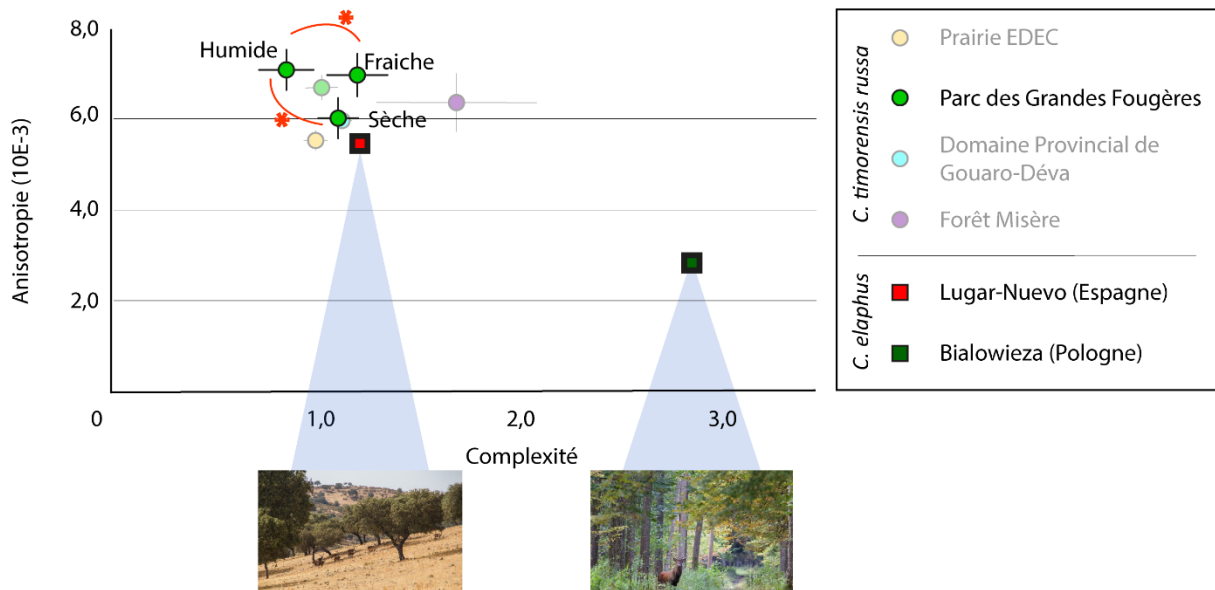 8,0
6,0
4,0
2,0
Anisotropie (10E-3)
Humide
*
Fraiche
*
Sèche
0
1,0
2,0
3,0
Complexité
C. timorensis russa
Prairie EDEC
Parc des Grandes Fougères
Domaine Provincial de
Gouaro-Déva
Forêt Misère
C. elaphus
Lugar-Nuevo (Espagne)
Bialowieza (Pologne)